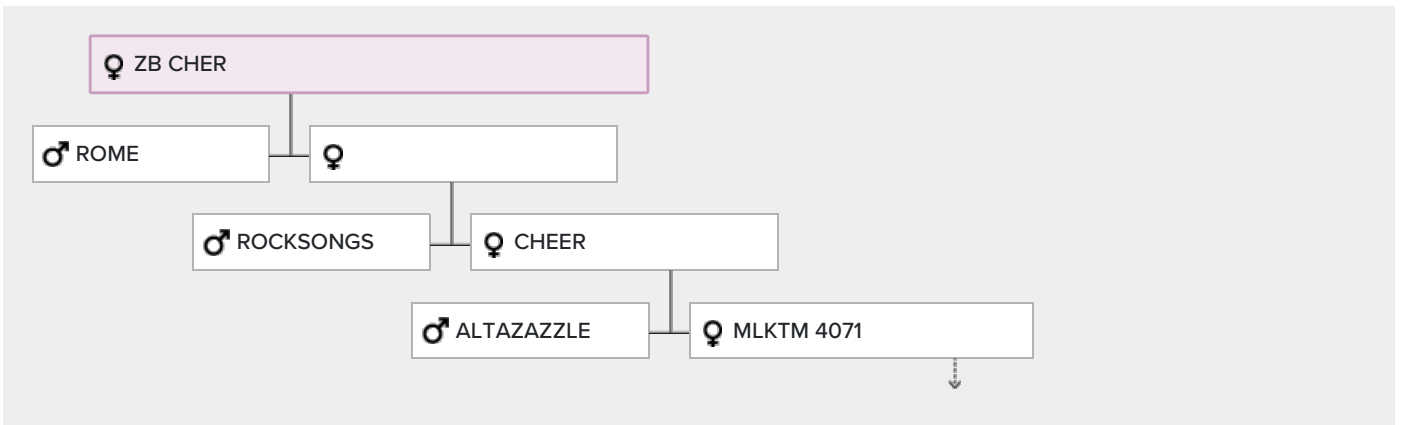 ZB CHER
ROME
ROCKSONGS
CHEER
ALTAZAZZLE
MLKTM 4071